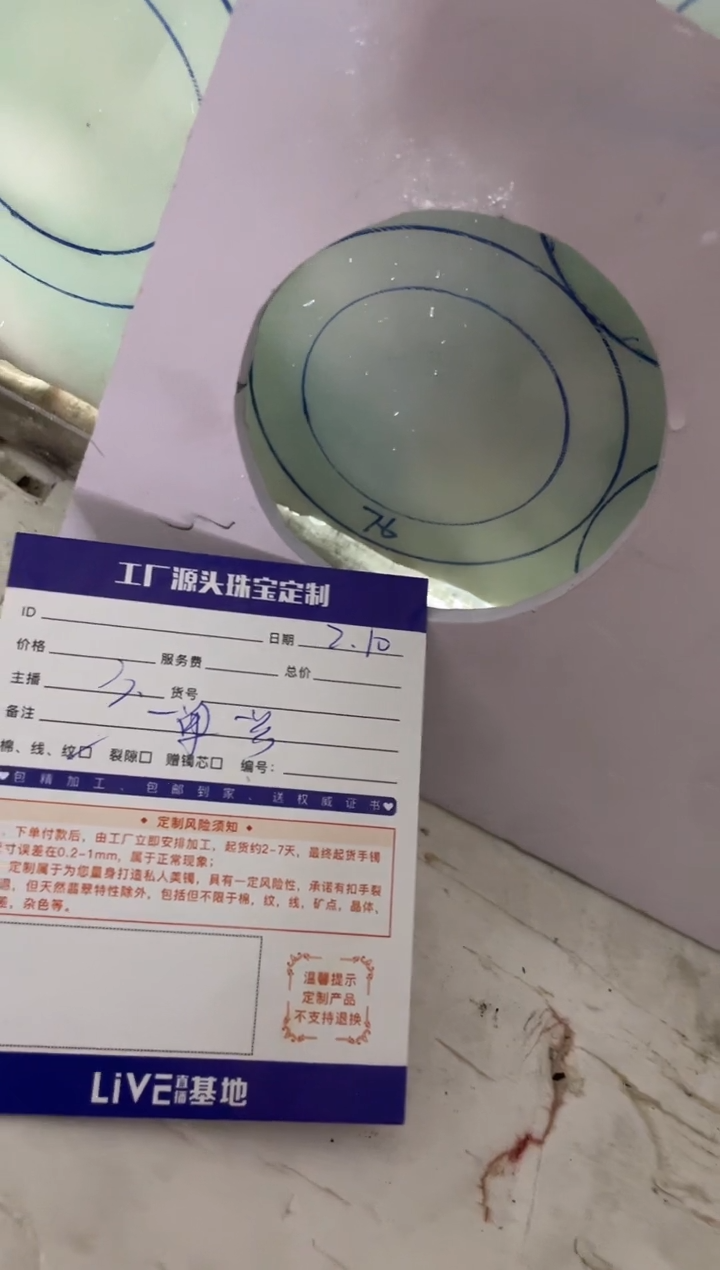 76
工厂源头珠宝定制
ID 日期 2.10
价格 服务费 总价
主播 货号
备注 一单一
棉、线、纹口 裂隙口 赠镯芯口 编号：
包精加工、包邮到家、送权威证书
定制风险须知
、下单付款后，由工厂立即安排加工，起货约2-7天，最终起货手镯
寸误差在0.2-1mm，属于正常现象；
定制属于为您量身打造私人美镯，具有一定风险性，承诺有扣手裂
退，但天然翡翠特性除外，包括但不限于棉，纹，线，矿点，晶体，
差，杂色等。
温馨提示
定制产品
不支持退换
LIVE直播基地